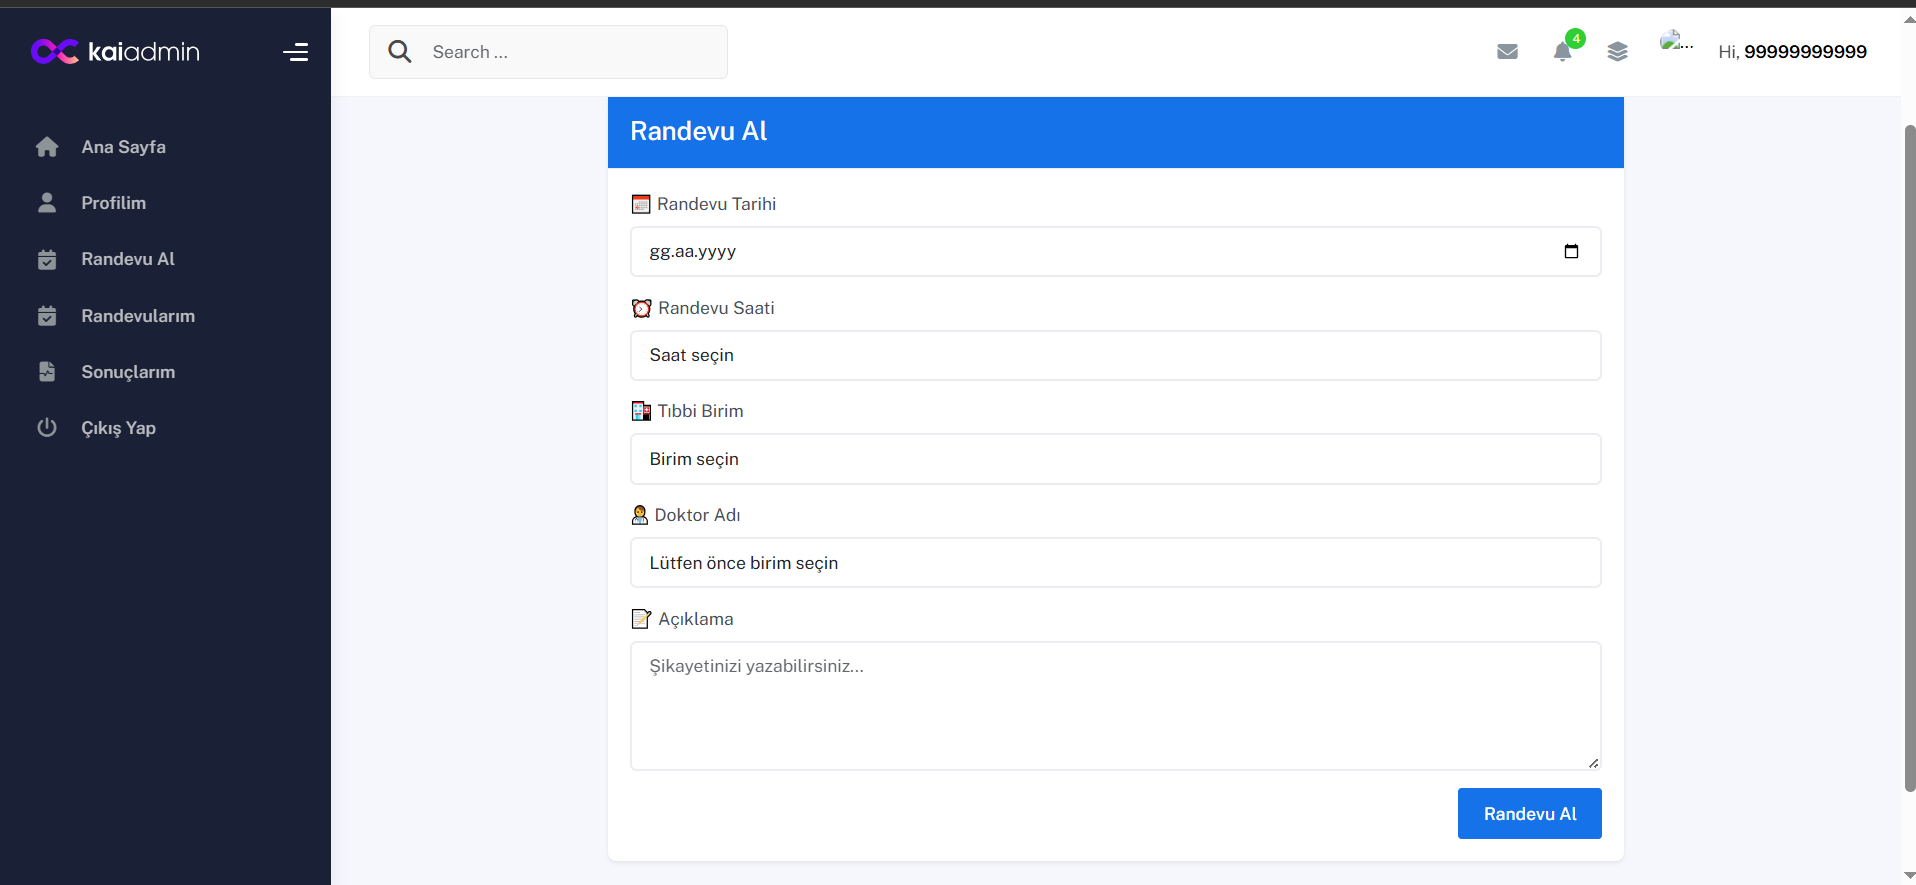 kaiadmin
Search ...
4
...
Hi, 99999999999
Ana Sayfa
Profilim
Randevu Al
Randevularım
Sonuçlarım
Çıkış Yap
Randevu Al
Randevu Tarihi
gg.aa.yyyy
Randevu Saati
Saat seçin
Tıbbi Birim
Birim seçin
Doktor Adı
Lütfen önce birim seçin
Açıklama
Şikayetinizi yazabilirsiniz...
Randevu Al